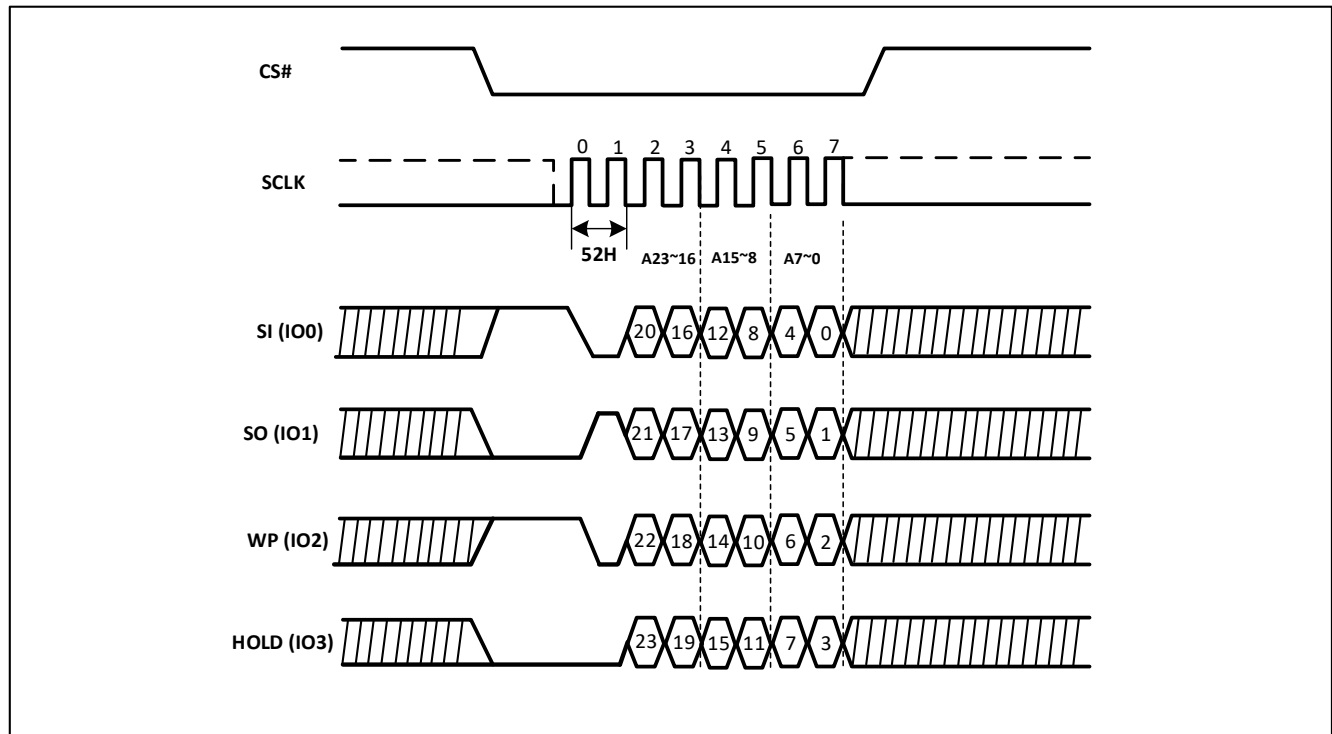 CS#
0 1 2 3 4 5 6 7
SCLK
52H A23~16 A15~8 A7~0
SI (IO0) 20 16 12 8 4 0
SO (IO1) 21 17 13 9 5 1
WP (IO2) 22 18 14 10 6 2
HOLD (IO3) 23 19 15 11 7 3